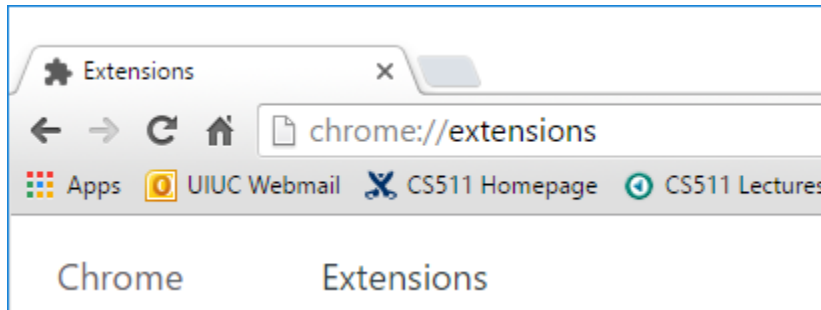 Extensions
chrome://extensions
Apps UIUC Webmail CS511 Homepage CS511 Lectures
Chrome Extensions